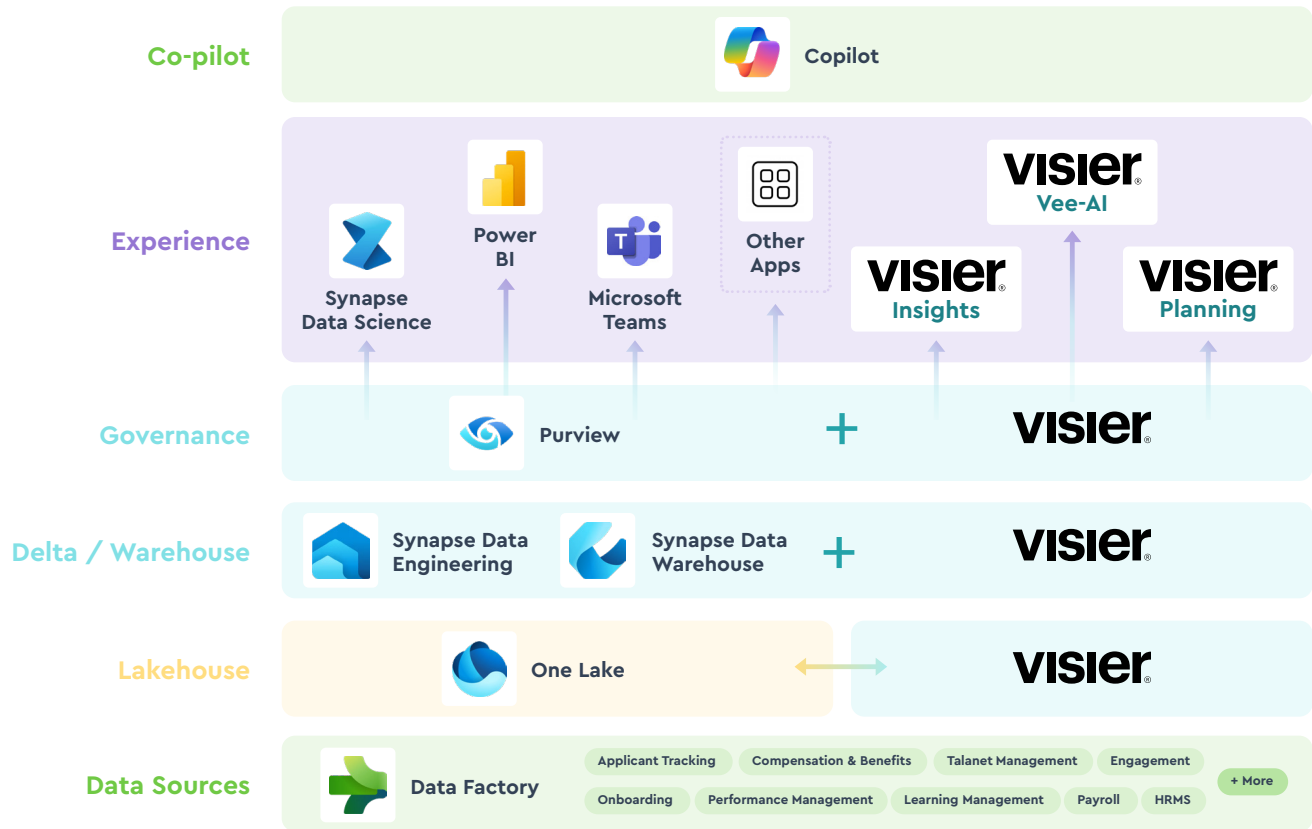 Co-pilot
Copilot
Experience
Synapse
Data Science
Power
BI
T
Microsoft
Teams
Other
Apps
VISIER®
Insights
VISIER®
Vee-AI
VISIER®
Planning
Governance
Purview
+
VISIER®
Delta / Warehouse
Synapse Data
Engineering
Synapse Data
Warehouse
+
VISIER®
Lakehouse
One Lake
VISIER®
Data Sources
Data Factory
Applicant Tracking
Compensation & Benefits
Talanet Management
Engagement
Onboarding
Performance Management
Learning Management
Payroll
HRMS
+ More